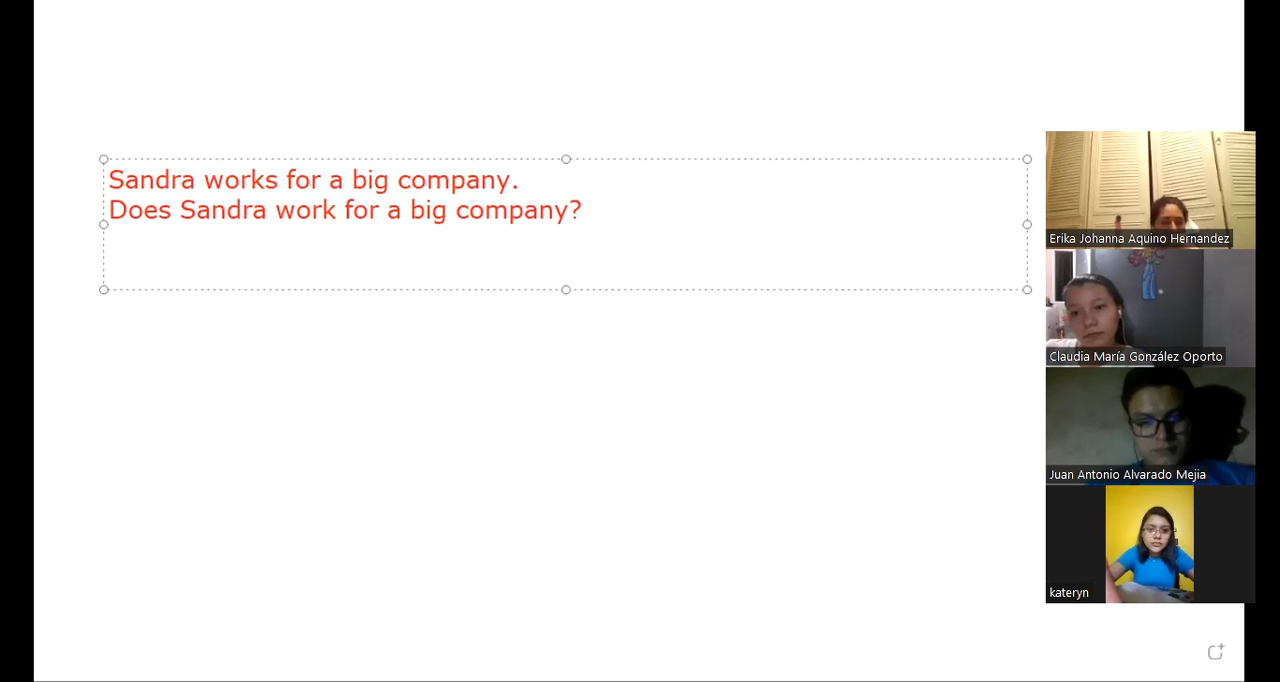 Sandra works for a big company.
Does Sandra work for a big company?
Erika Johanna Aquino Hernandez
Claudia María González Oporto
Juan Antonio Alvarado Mejia
kateryn